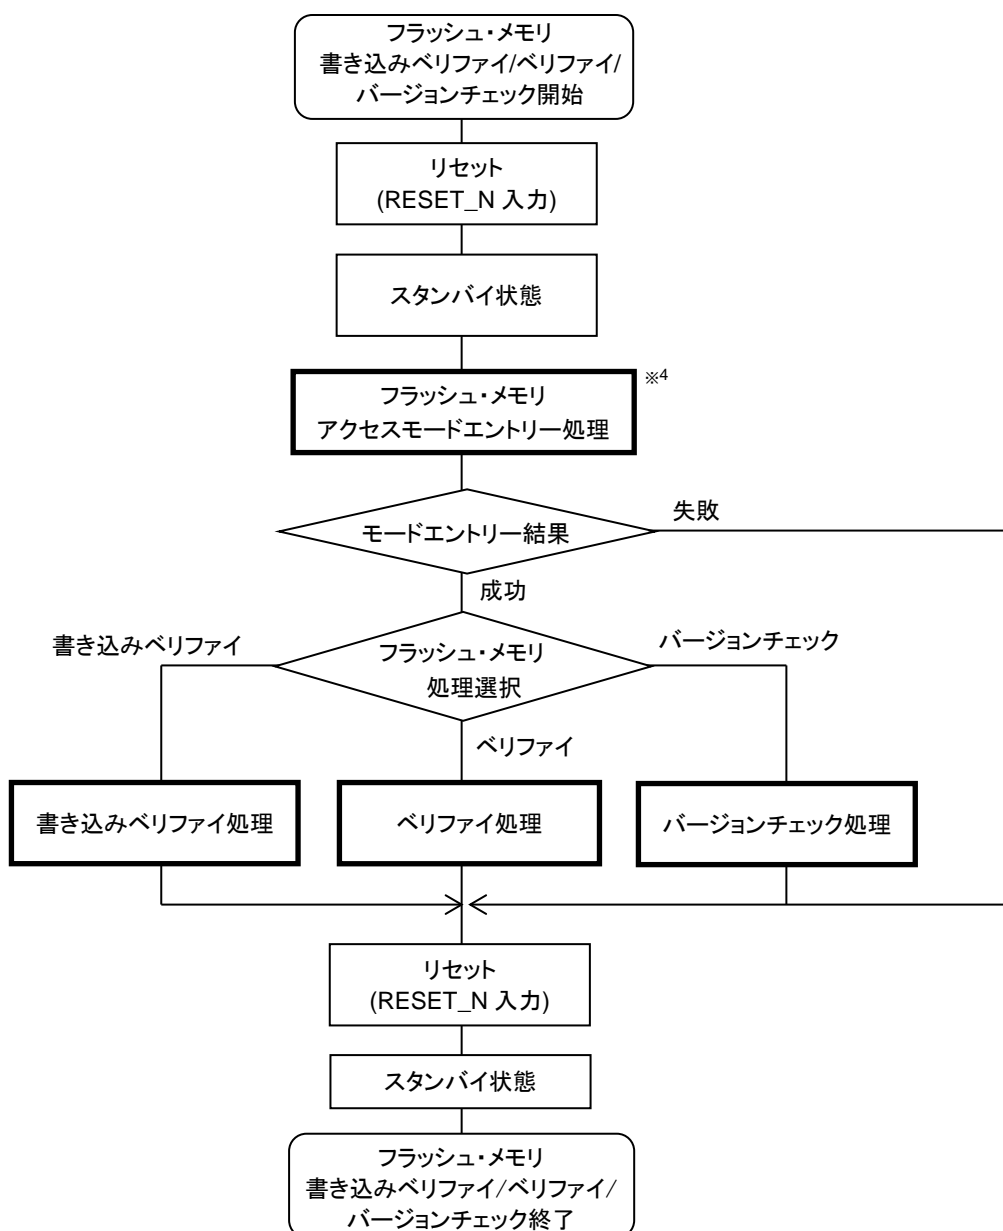 フラッシュ・メモリ
書き込みベリファイ/ベリファイ/
バージョンチェック開始
リセット
(RESET_N 入力)
スタンバイ状態
フラッシュ・メモリ
アクセスモードエントリー処理
※4
モードエントリー結果
失敗
成功
書き込みベリファイ
フラッシュ・メモリ
処理選択
バージョンチェック
ベリファイ
書き込みベリファイ処理
ベリファイ処理
バージョンチェック処理
リセット
(RESET_N 入力)
スタンバイ状態
フラッシュ・メモリ
書き込みベリファイ/ベリファイ/
バージョンチェック終了